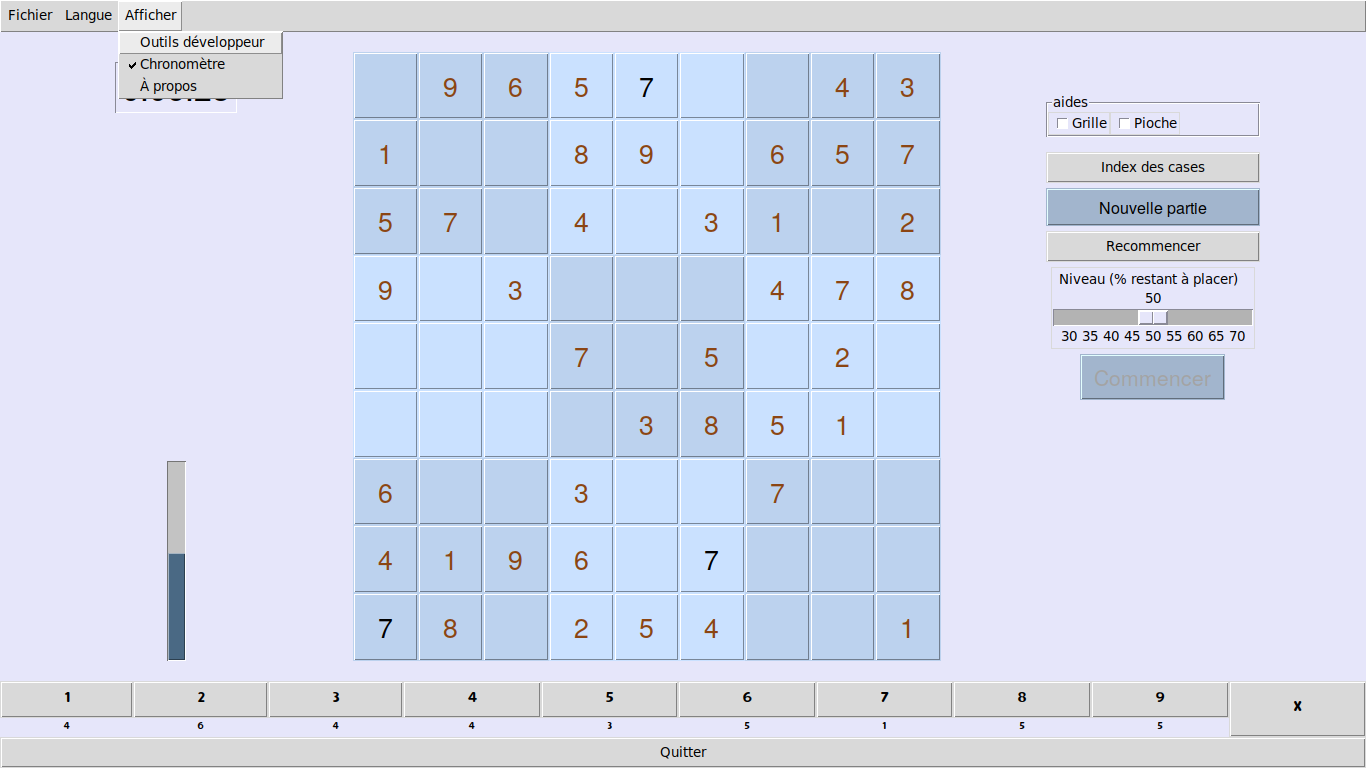 Fichier Langue Afficher
Outils développeur
Chronomètre
À propos
9 6 5 7 4 3
1 8 9 6 5 7
5 7 4 3 1 2
9 3 4 7 8
7 5 2
3 8 5 1
6 3 7
4 1 9 6 7
7 8 2 5 4 1
aides
Grille Pioche
Index des cases
Nouvelle partie
Recommencer
Niveau (% restant à placer)
50
30 35 40 45 50 55 60 65 70
Commencer
1 2 3 4 5 6 7 8 9 x
4 6 4 4 3 5 1 5 5
Quitter